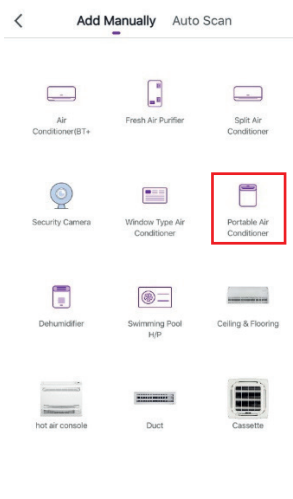 Add Manually Auto Scan
Air
Conditioner(BT+
Fresh Air Purifier
Split Air
Conditioner
Security Camera
Window Type Air
Conditioner
Portable Air
Conditioner
Dehumidifier
Swimming Pool
H/P
Ceiling & Flooring
hot air console
Duct
Cassette